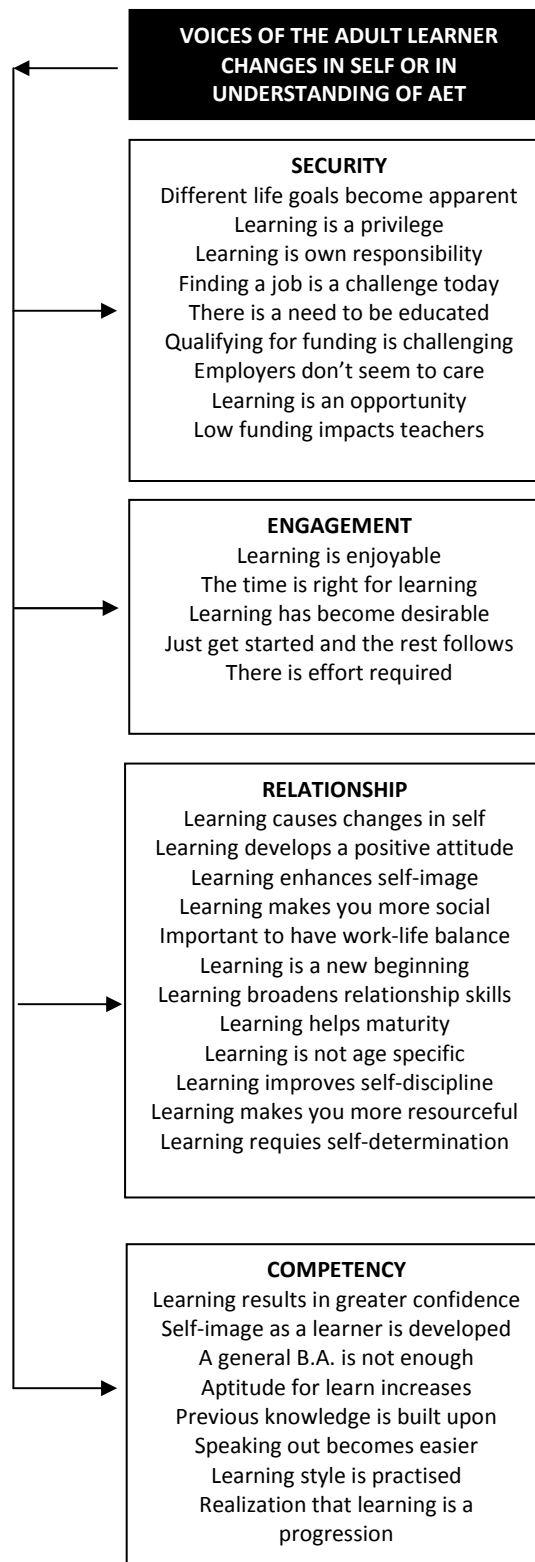 VOICES OF THE ADULT LEARNER
CHANGES IN SELF OR IN
UNDERSTANDING OF AET
SECURITY
Different life goals become apparent
Learning is a privilege
Learning is own responsibility
Finding a job is a challenge today
There is a need to be educated
Qualifying for funding is challenging
Employers don’t seem to care
Learning is an opportunity
Low funding impacts teachers
ENGAGEMENT
Learning is enjoyable
The time is right for learning
Learning has become desirable
Just get started and the rest follows
There is effort required
RELATIONSHIP
Learning causes changes in self
Learning develops a positive attitude
Learning enhances self-image
Learning makes you more social
Important to have work-life balance
Learning is a new beginning
Learning broadens relationship skills
Learning helps maturity
Learning is not age specific
Learning improves self-discipline
Learning makes you more resourceful
Learning requies self-determination
COMPETENCY
Learning results in greater confidence
Self-image as a learner is developed
A general B.A. is not enough
Aptitude for learn increases
Previous knowledge is built upon
Speaking out becomes easier
Learning style is practised
Realization that learning is a
progression